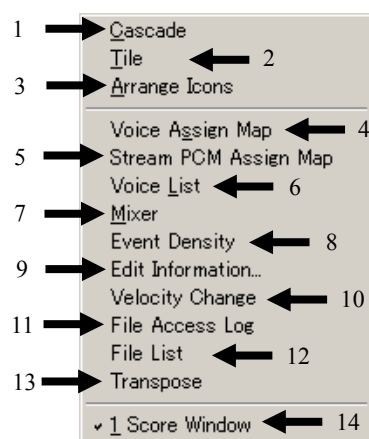 1 Cascade
Tile 2
3 Arrange Icons
Voice Assign Map 4
5 Stream PCM Assign Map
Voice List 6
7 Mixer
Event Density 8
9 Edit Information...
Velocity Change 10
11 File Access Log
File List 12
13 Transpose
✓ 1 Score Window 14